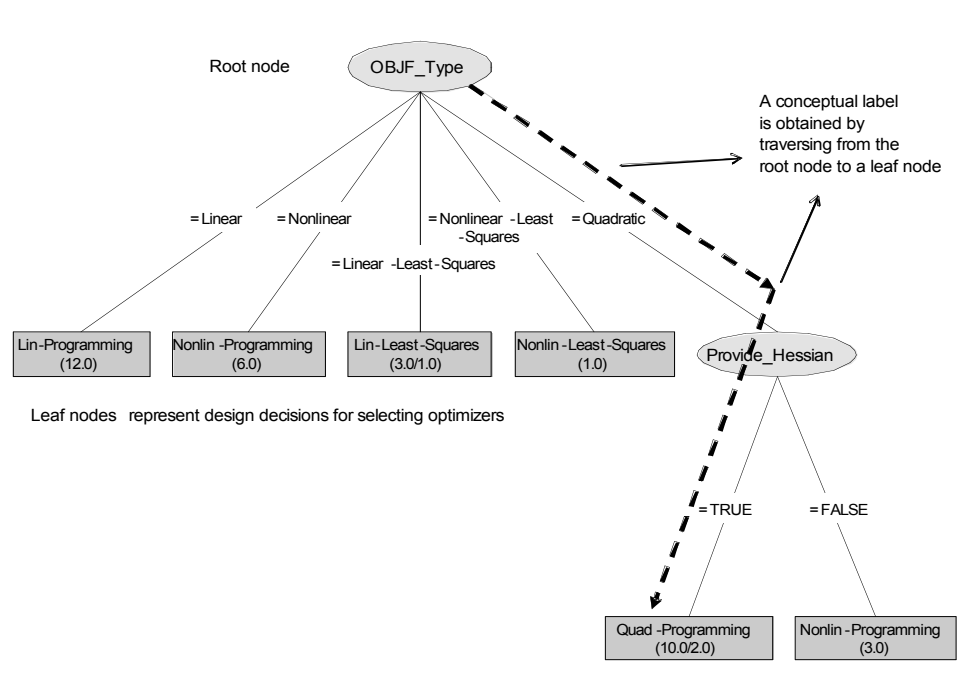 Root node
OBJF_Type
A conceptual label
is obtained by
traversing from the
root node to a leaf node
=Linear
=Nonlinear
=Nonlinear -Least
-Squares
=Quadratic
=Linear -Least-Squares
Lin-Programming
(12.0)
Nonlin -Programming
(6.0)
Lin-Least-Squares
(3.0/1.0)
Nonlin-Least-Squares
(1.0)
Provide_Hessian
Leaf nodes represent design decisions for selecting optimizers
=TRUE
=FALSE
Quad -Programming
(10.0/2.0)
Nonlin-Programming
(3.0)